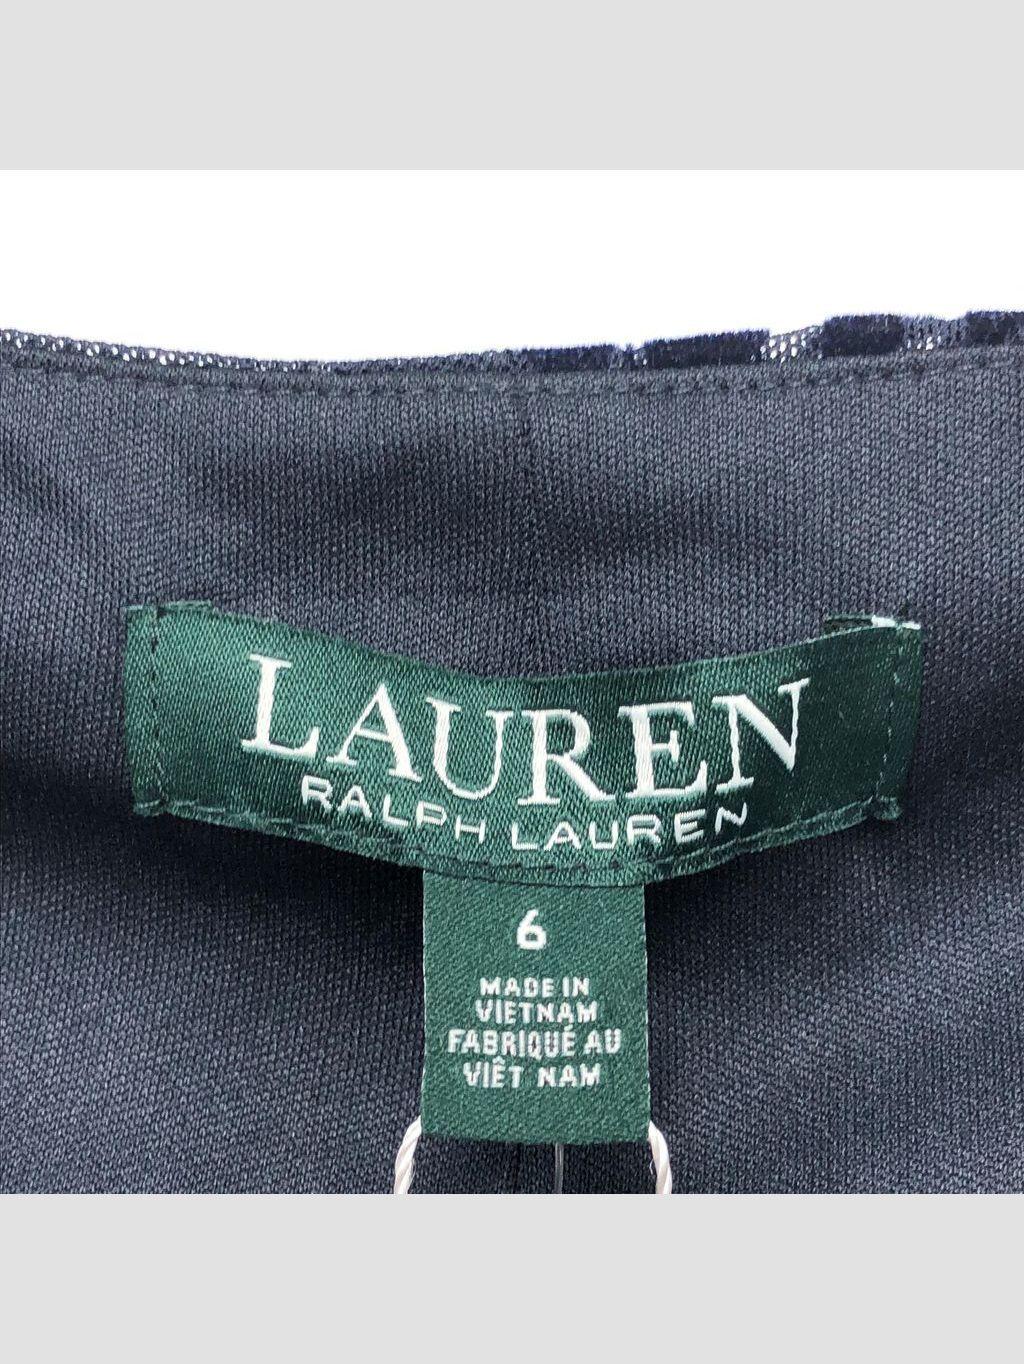 LAUREN
RALPH LAUREN
6
MADE IN
VIETNAM
FABRIQUÉ AU
VIÊT NAM